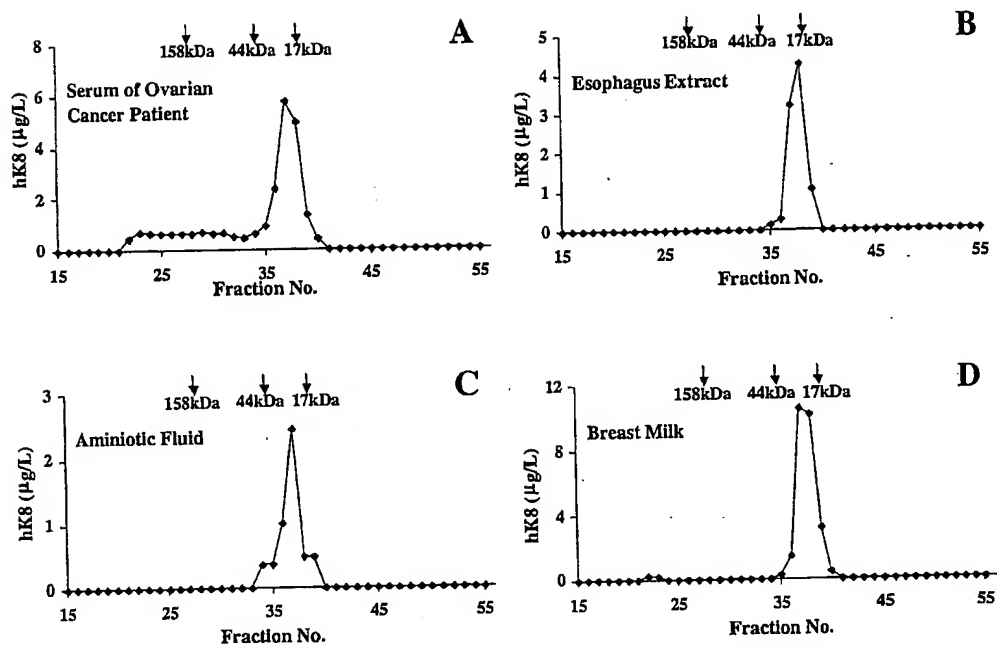 A
8
158kDa 44kDa 17kDa
Serum of Ovarian
Cancer Patient
6
4
2
0
hK8 (μg/L)
15 25 35 45 55
Fraction No.
B
5
158kDa 44kDa 17kDa
Esophagus Extract
4
3
2
1
0
hK8 (μg/L)
15 25 35 45 55
Fraction No.
C
3
158kDa 44kDa 17kDa
Aminiotic Fluid
2
1
0
hK8 (μg/L)
15 25 35 45 55
Fraction No.
D
12
158kDa 44kDa 17kDa
Breast Milk
8
4
0
hK8 (μg/L)
15 25 35 45 55
Fraction No.